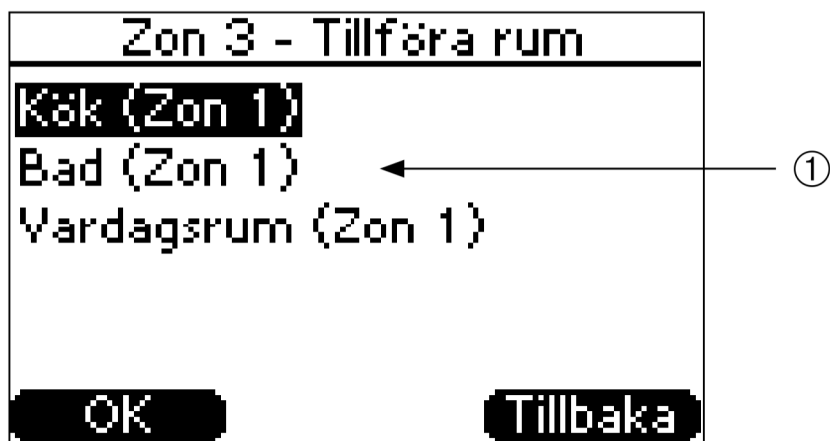 Zon 3 - Tillföra rum
Kök (Zon 1)
Bad (Zon 1)
①
Vardagsrum (Zon 1)
OK
Tillbaka